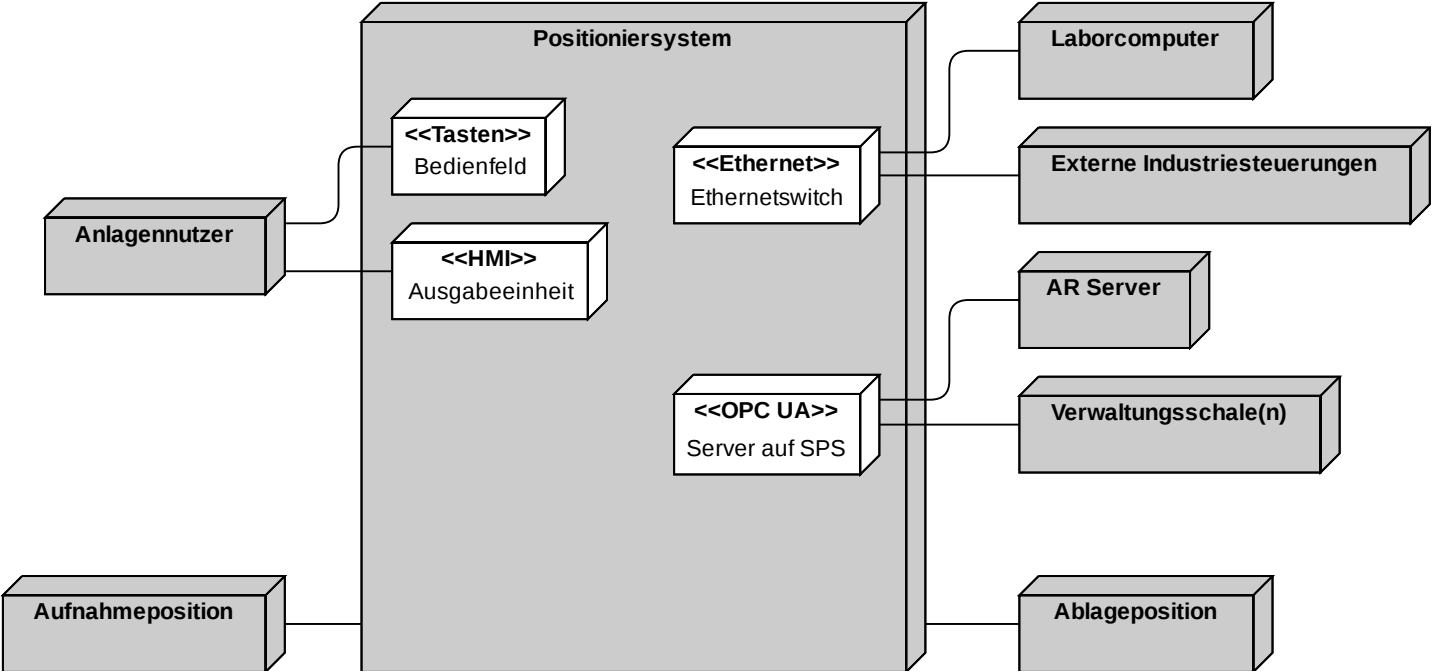 Positioniersystem
<<Tasten>>
Bedienfeld
<<HMI>>
Ausgabeeinheit
<<Ethernet>>
Ethernetswitch
<<OPC UA>>
Server auf SPS
Anlagennutzer
Aufnahmeposition
Laborcomputer
Externe Industriesteuerungen
AR Server
Verwaltungsschale(n)
Ablageposition